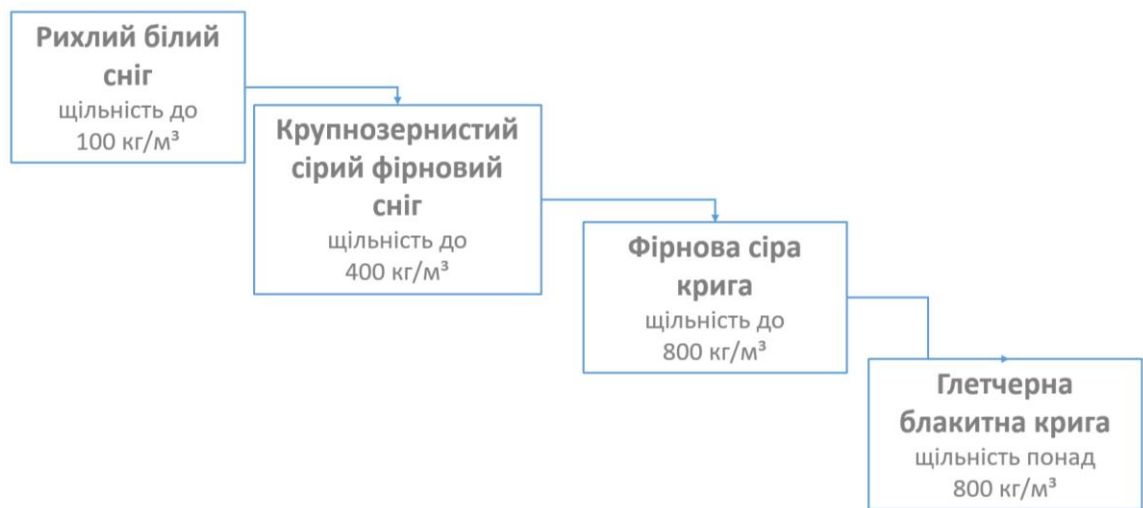 Рихлий білий
сніг
щільність до
100 кг/м³
Крупнозернистий
сірий фірновий
сніг
щільність до
400 кг/м³
Фірнова сіра
крига
щільність до
800 кг/м³
Глетчерна
блакитна крига
щільність понад
800 кг/м³